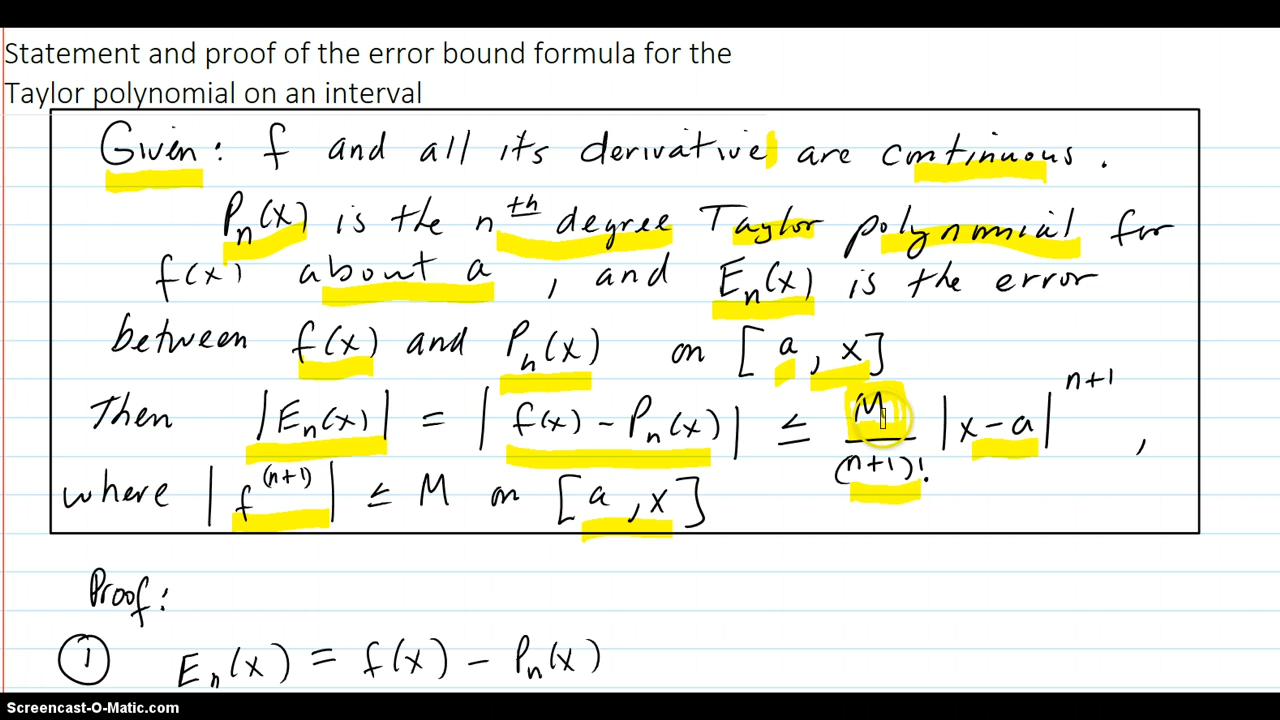 Statement and proof of the error bound formula for the
Taylor polynomial on an interval
Given: f and all its derivative are continuous.
Pₙ(x) is the nᵗʰ degree Taylor polynomial for
f(x) about a, and Eₙ(x) is the error
between f(x) and Pₙ(x) on [a, x]
Then |Eₙ(x)| = |f(x) - Pₙ(x)| ≤ M/(n+1)! |x-a|ⁿ⁺¹,
where |f⁽ⁿ⁺¹⁾| ≤ M on [a, x]
Proof:
① Eₙ(x) = f(x) - Pₙ(x)
Screencast-O-Matic.com